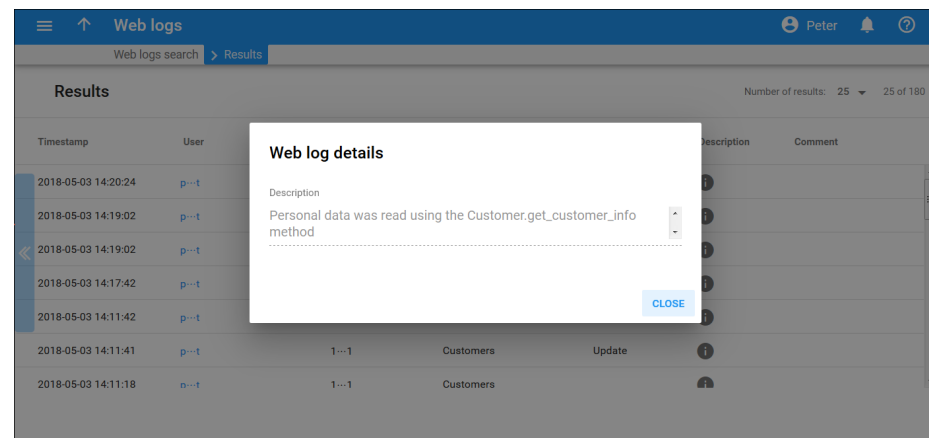 Web logs
Peter
Web logs search
Results
Results
Number of results: 25
25 of 180
Timestamp User Description Comment
Web log details
Description
Personal data was read using the Customer.get_customer_info
method
CLOSE
2018-05-03 14:20:24 p···t
2018-05-03 14:19:02 p···t
2018-05-03 14:19:02 p···t
2018-05-03 14:17:42 p···t
2018-05-03 14:11:42 p···t
2018-05-03 14:11:41 p···t 1···1 Customers Update
2018-05-03 14:11:18 p···t 1···1 Customers